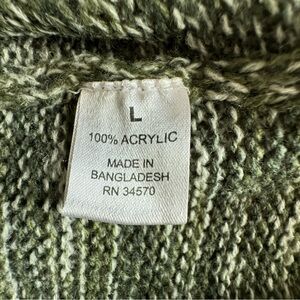 L
100% ACRYLIC
MADE IN
BANGLADESH
RN 34570